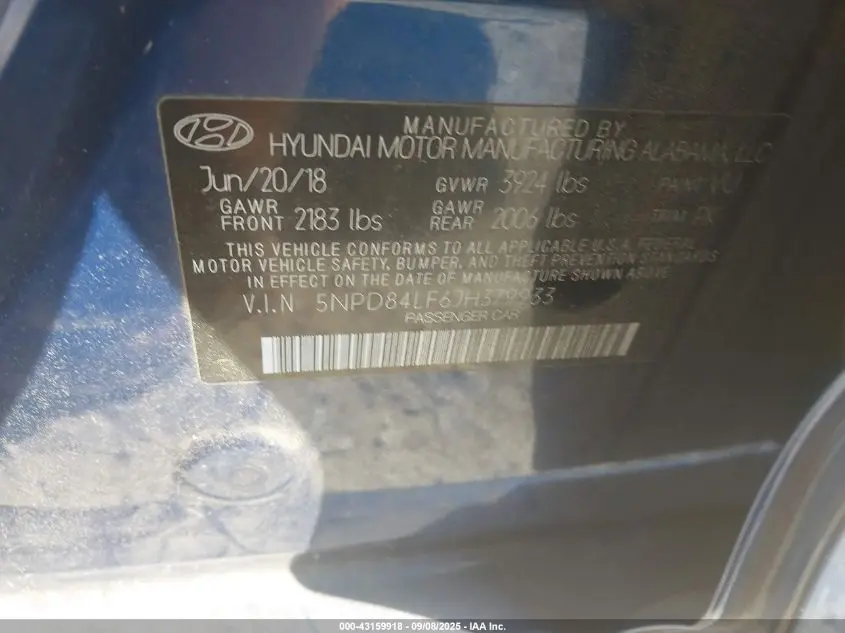 MANUFACTURED BY
HYUNDAI MOTOR MANUFACTURING ALABAMA, LLC
Jun/20/18 GVWR 3924 lbs PAINT
GAWR FRONT 2183 lbs GAWR REAR 2006 lbs TRIM
THIS VEHICLE CONFORMS TO ALL APPLICABLE U.S.A. FEDERAL
MOTOR VEHICLE SAFETY, BUMPER, AND THEFT PREVENTION STANDARDS
IN EFFECT ON THE DATE OF MANUFACTURE SHOWN ABOVE
V.I.N 5NPD84LF6JH329933
PASSENGER CAR
000-43159918 - 09/08/2025 - IAA Inc.